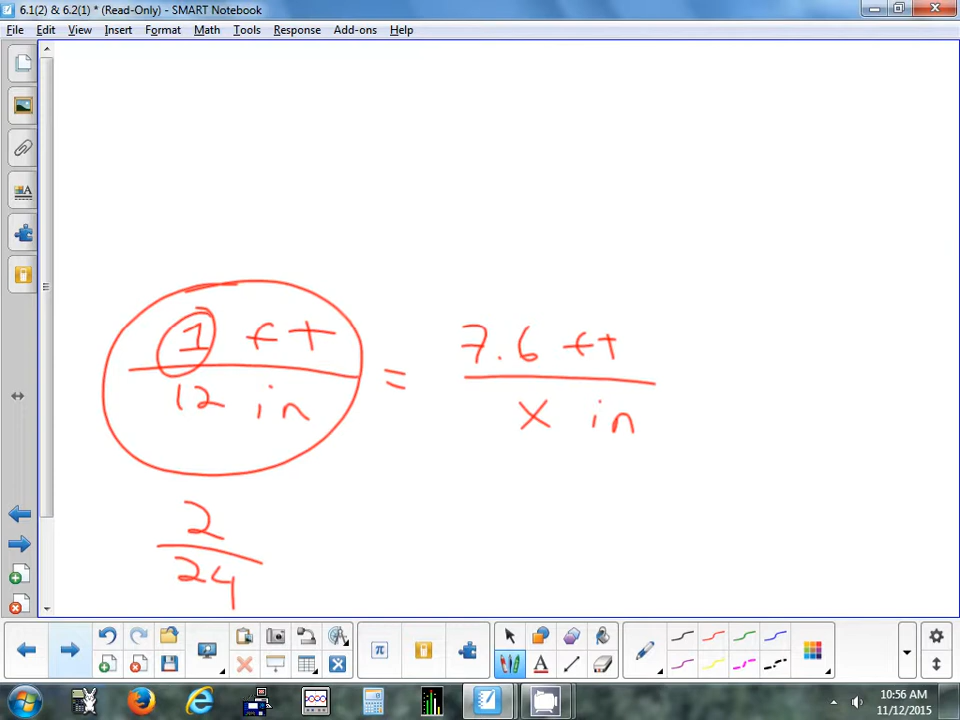 6.1(2) & 6.2(1) * (Read-Only) - SMART Notebook
File Edit View Insert Format Math Tools Response Add-ons Help
1 ft
12 in
=
7.6 ft
x in
2
24
π
A
10:56 AM
11/12/2015